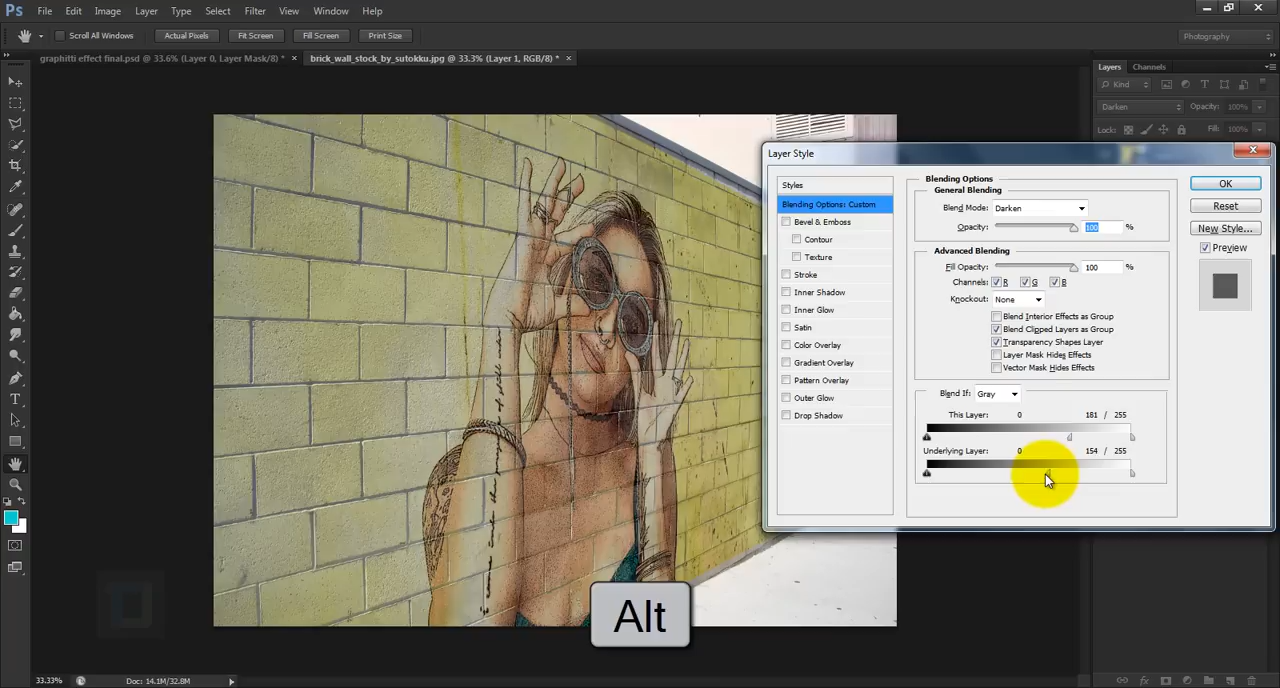 Ps File Edit Image Layer Type Select Filter View Window Help
Scroll All Windows Actual Pixels Fit Screen Fill Screen Print Size Photography
graphitti effect final.psd @ 33.6% (Layer 0, Layer Mask/8) * × brick_wall_stock_by_sutokku.jpg @ 33.3% (Layer 1, RGB/8) * ×
Layers Channels
Kind
Darken Opacity: 100%
Lock: Fill: 100%
Layer Style
Styles
Blending Options: Custom
Bevel & Emboss
Contour
Texture
Stroke
Inner Shadow
Inner Glow
Satin
Color Overlay
Gradient Overlay
Pattern Overlay
Outer Glow
Drop Shadow
Blending Options
General Blending
Blend Mode: Darken
Opacity: 100 %
Advanced Blending
Fill Opacity: 100 %
Channels: R G B
Knockout: None
Blend Interior Effects as Group
Blend Clipped Layers as Group
Transparency Shapes Layer
Layer Mask Hides Effects
Vector Mask Hides Effects
Blend If: Gray
This Layer: 0 181 / 255
Underlying Layer: 0 154 / 255
OK
Reset
New Style...
Preview
Alt
33.33% Doc: 14.1M/32.8M